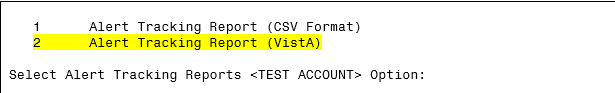 1 Alert Tracking Report (CSV Format)
2 Alert Tracking Report (VistA)
Select Alert Tracking Reports <TEST ACCOUNT> Option: